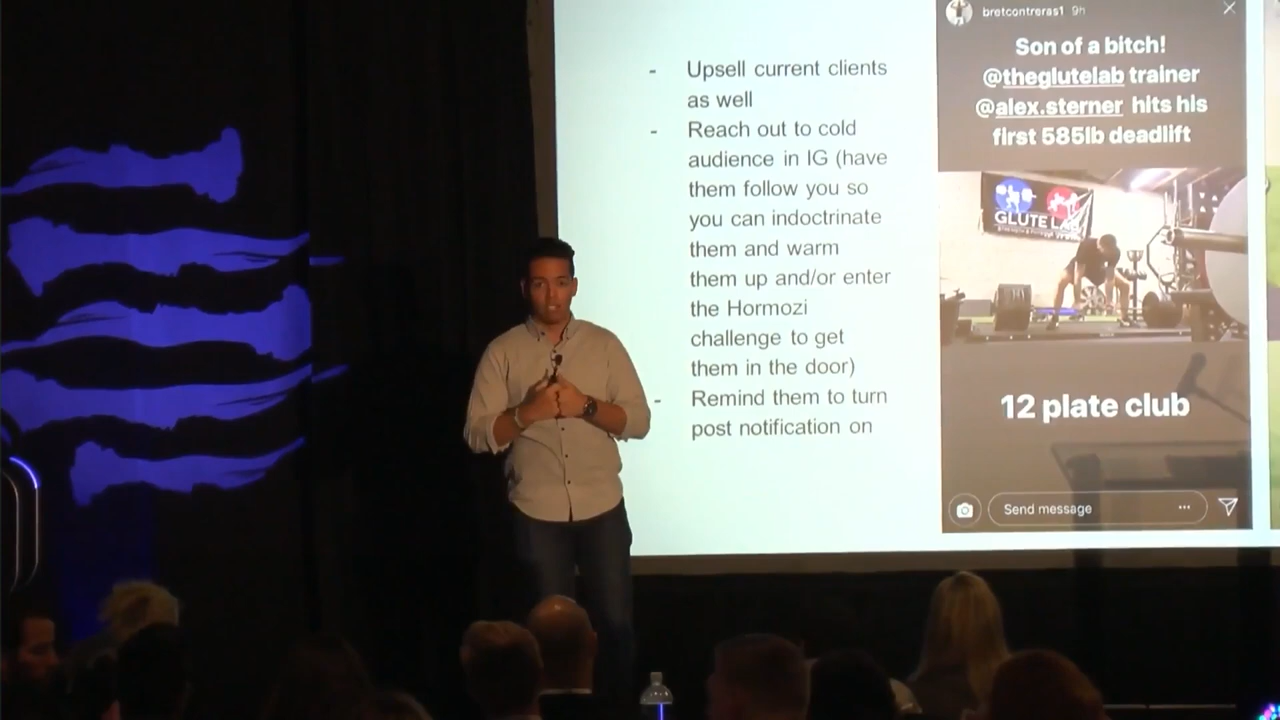 - Upsell current clients
as well
- Reach out to cold
audience in IG (have
them follow you so
you can indoctrinate
them and warm
them up and/or enter
the Hormozi
challenge to get
them in the door)
- Remind them to turn
post notification on
bretcontreras1 9h
Son of a bitch!
@theglutelab trainer
@alex.sterner hits his
first 585lb deadlift
GLUTE LAB
12 plate club
Send message